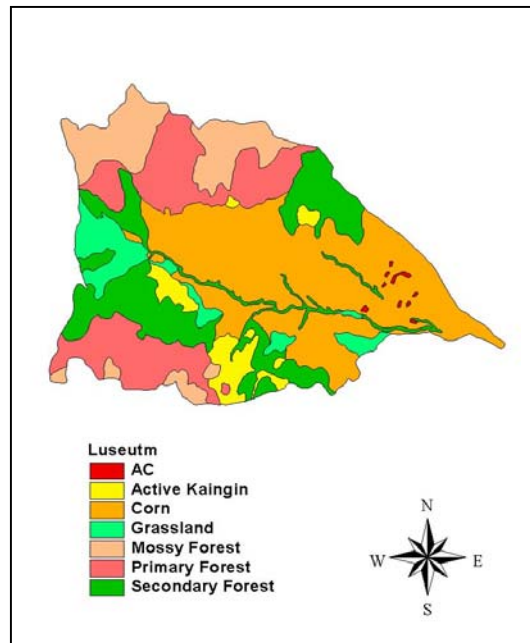 Luseutm
AC
Active Kaingin
Corn
Grassland
Mossy Forest
Primary Forest
Secondary Forest
N
W E
S